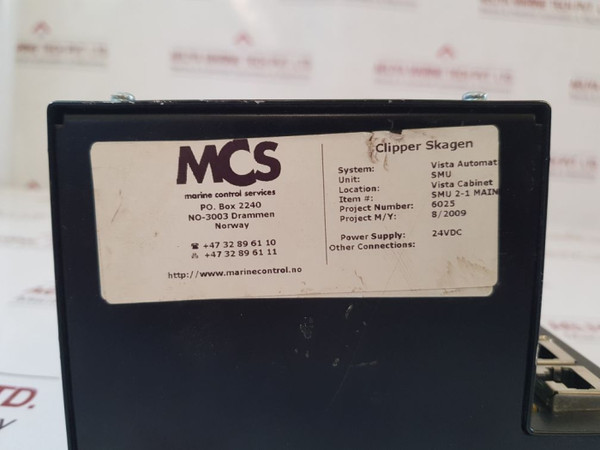 MCS
marine control services
PO. Box 2240
NO-3003 Drammen
Norway
☎ +47 32 89 61 10
+47 32 89 61 11
http://www.marinecontrol.no
Clipper Skagen
System: Vista Automat
Unit: SMU
Location: Vista Cabinet
Item #: SMU 2-1 MAIN
Project Number: 6025
Project M/Y: 8/2009
Power Supply: 24VDC
Other Connections:
LTD.